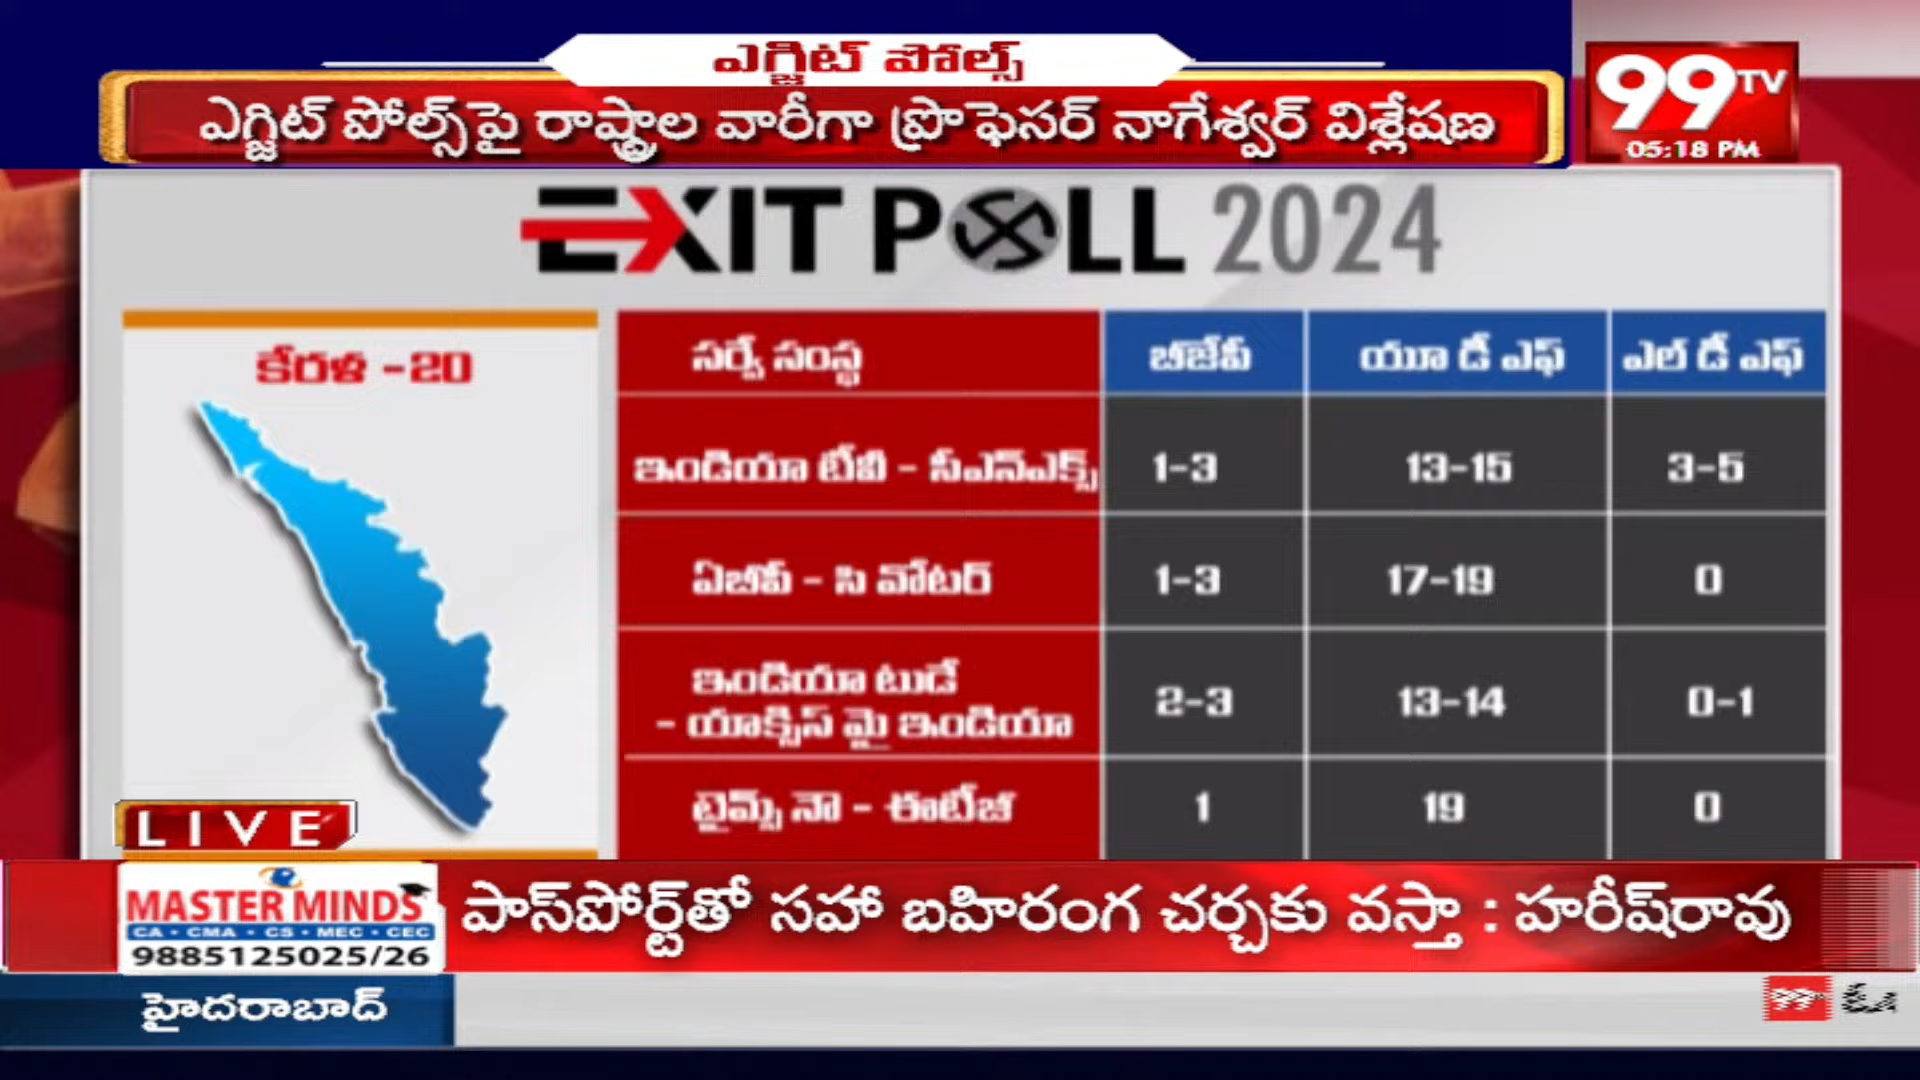 ఎగ్జిట్ పోల్స్
ఎగ్జిట్ పోల్స్‌పై రాష్ట్రాల వారీగా ప్రొఫెసర్ నాగేశ్వర్ విశ్లేషణ
99TV
05:18 PM
EXIT POLL 2024
కేరళ -20
సర్వే సంస్థ బీజేపీ యూ డీ ఎఫ్ ఎల్ డీ ఎఫ్
ఇండియా టీవీ - సీఎన్ఎక్స్ 1-3 13-15 3-5
ఏబీపీ - సి వోటర్ 1-3 17-19 0
ఇండియా టుడే
- యాక్సిస్ మై ఇండియా 2-3 13-14 0-1
టైమ్స్ నౌ - ఈటీజీ 1 19 0
LIVE
MASTER MINDS
CA • CMA • CS • MEC • CEC
9885125025/26
పాస్‌పోర్ట్‌తో సహా బహిరంగ చర్చకు వస్తా : హరీష్‌రావు
హైదరాబాద్
99